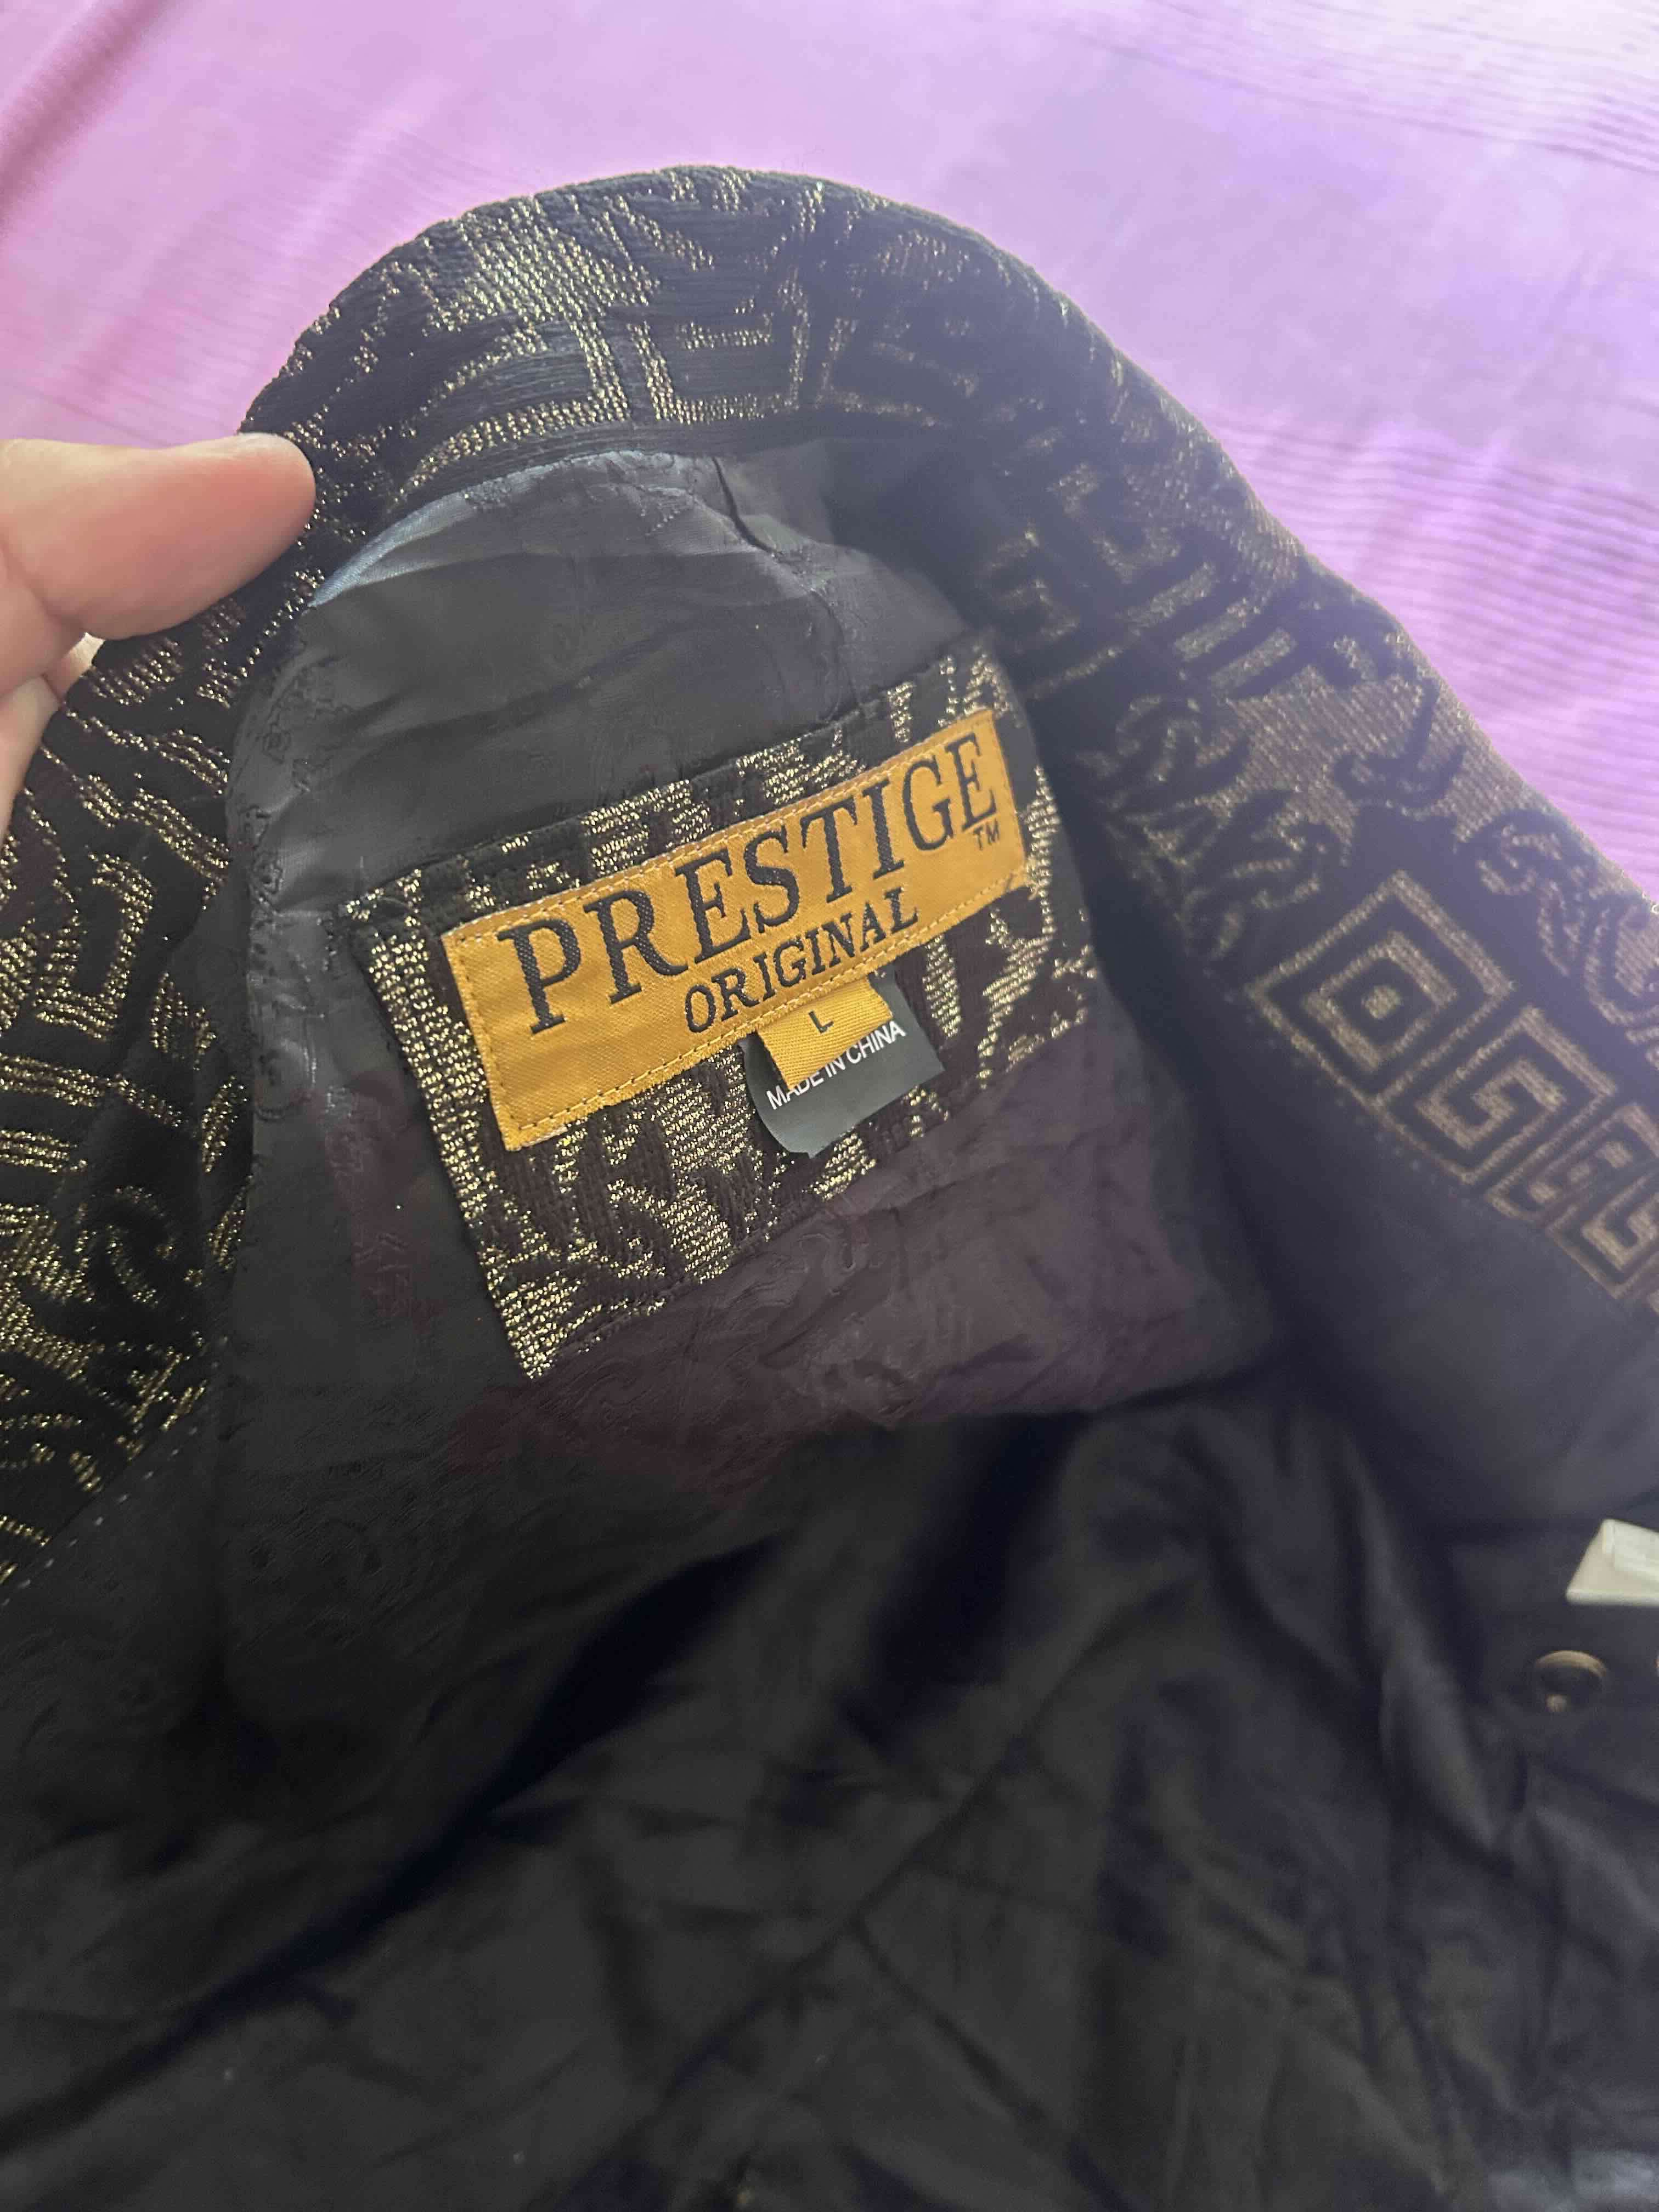 PRESTIGE
TM
ORIGINAL
L
MADE IN CHINA